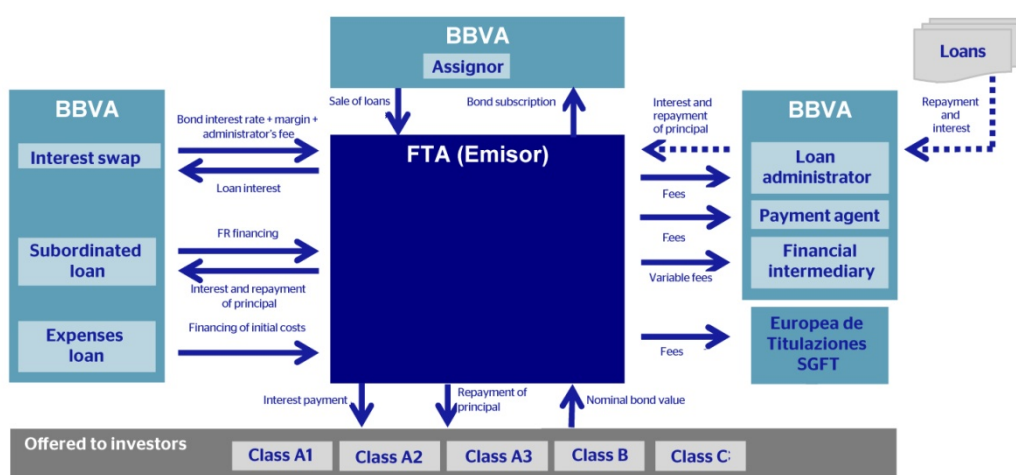 BBVA
Assignor
Loans
Sale of loans
Bond subscription
Repayment
and
interest
BBVA
Bond interest rate + margin +
administrator's fee
Interest swap
Loan interest
Subordinated
loan
FR financing
Interest and repayment
of principal
Expenses
loan
Financing of initial costs
FTA (Emisor)
Interest and
repayment
of principal
BBVA
Loan
administrator
Fees
Payment agent
Fees
Financial
intermediary
Variable fees
Europea de
Titulaziones
SGFT
Fees
Interest payment
Repayment of
principal
Nominal bond value
Offered to investors
Class A1
Class A2
Class A3
Class B
Class C